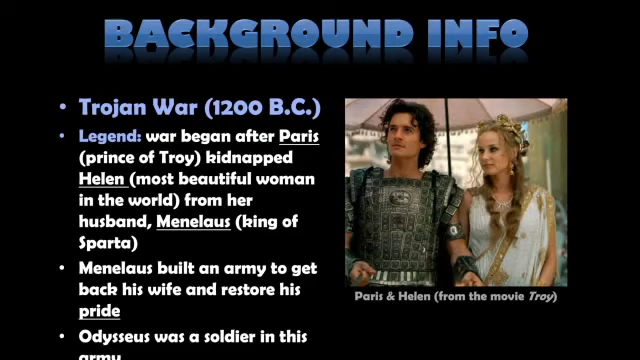 BACKGROUND INFO
• Trojan War (1200 B.C.)
• Legend: war began after Paris
(prince of Troy) kidnapped
Helen (most beautiful woman
in the world) from her
husband, Menelaus (king of
Sparta)
• Menelaus built an army to get
back his wife and restore his
pride
• Odysseus was a soldier in this
army
Paris & Helen (from the movie Troy)